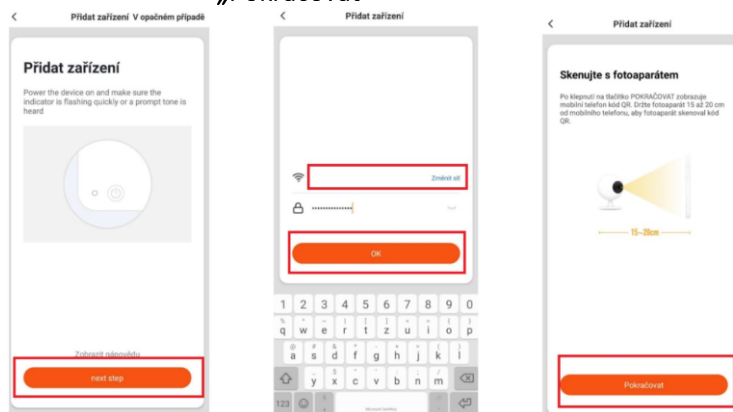 „Pokračovat“
Přidat zařízení V opačném případě
Přidat zařízení
Power the device on and make sure the
indicator is flashing quickly or a prompt tone is
heard
Zobrazit nápovědu
next step
Přidat zařízení
Změnit síť
OK
1 2 3 4 5 6 7 8 9 0
q w e r t z u i o p
a s d f g h j k l
y x c v b n m
123
Přidat zařízení
Skenujte s fotoaparátem
Po klepnutí na tlačítko POKRAČOVAT zobrazuje
mobilní telefon kód QR. Držte fotoaparát 15 až 20 cm
od mobilního telefonu, aby fotoaparát skenoval kód
QR.
15~20cm
Pokračovat